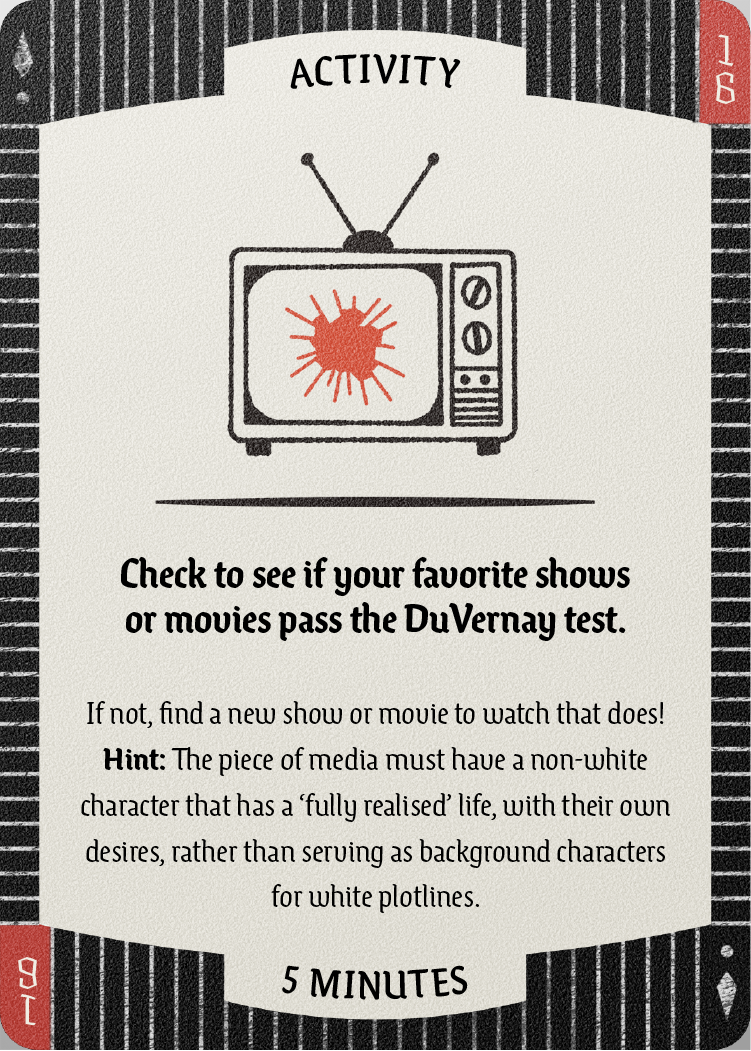 ACTIVITY
16
Check to see if your favorite shows
or movies pass the DuVernay test.
If not, find a new show or movie to watch that does!
Hint: The piece of media must have a non-white
character that has a ‘fully realised’ life, with their own
desires, rather than serving as background characters
for white plotlines.
5 MINUTES
16